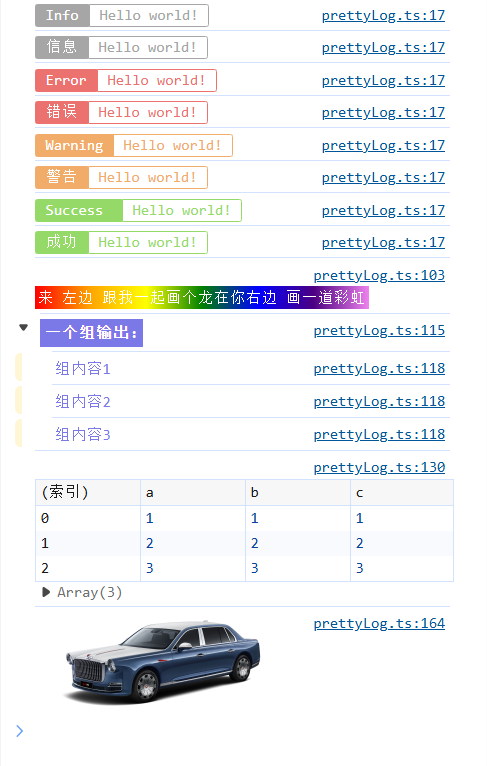 Info Hello world! prettyLog.ts:17
信息 Hello world! prettyLog.ts:17
Error Hello world! prettyLog.ts:17
错误 Hello world! prettyLog.ts:17
Warning Hello world! prettyLog.ts:17
警告 Hello world! prettyLog.ts:17
Success Hello world! prettyLog.ts:17
成功 Hello world! prettyLog.ts:17
prettyLog.ts:103
来 左边 跟我一起画个龙在你右边 画一道彩虹
一个组输出: prettyLog.ts:115
组内容1 prettyLog.ts:118
组内容2 prettyLog.ts:118
组内容3 prettyLog.ts:118
prettyLog.ts:130
(索引) a b c
0 1 1 1
1 2 2 2
2 3 3 3
Array(3)
prettyLog.ts:164